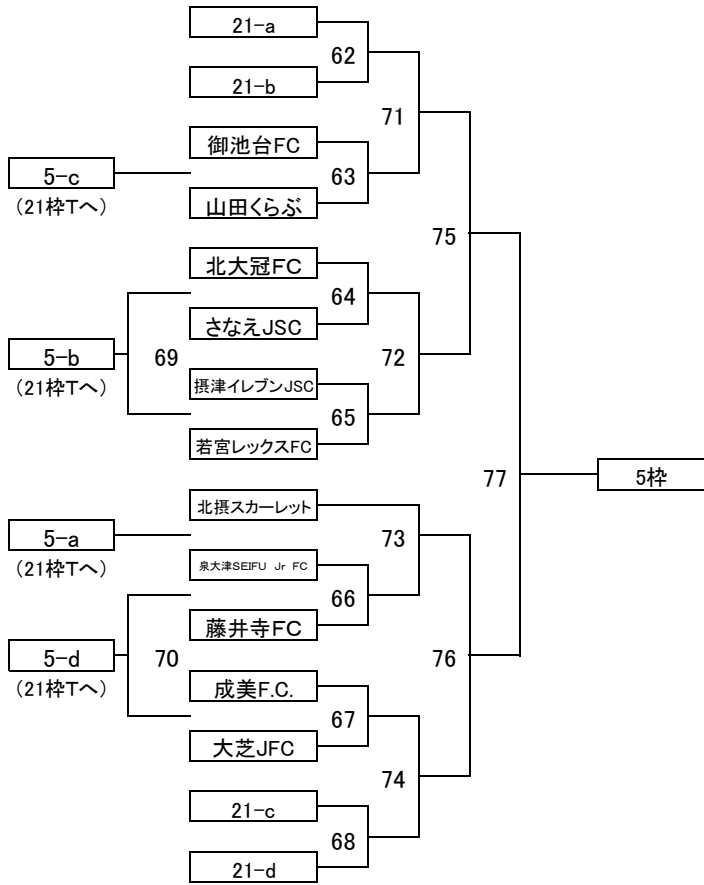 21-a
62
21-b
71
御池台FC
5-c
63
(21枠Tへ)
山田くらぶ
75
北大冠FC
64
さなえJSC
5-b
69
72
(21枠Tへ)
摂津イレブンJSC
65
若宮レックスFC
77
5枠
北摂スカーレット
5-a
73
(21枠Tへ)
泉大津SEIFU Jr FC
66
藤井寺FC
5-d
70
76
(21枠Tへ)
成美F.C.
67
大芝JFC
74
21-c
68
21-d